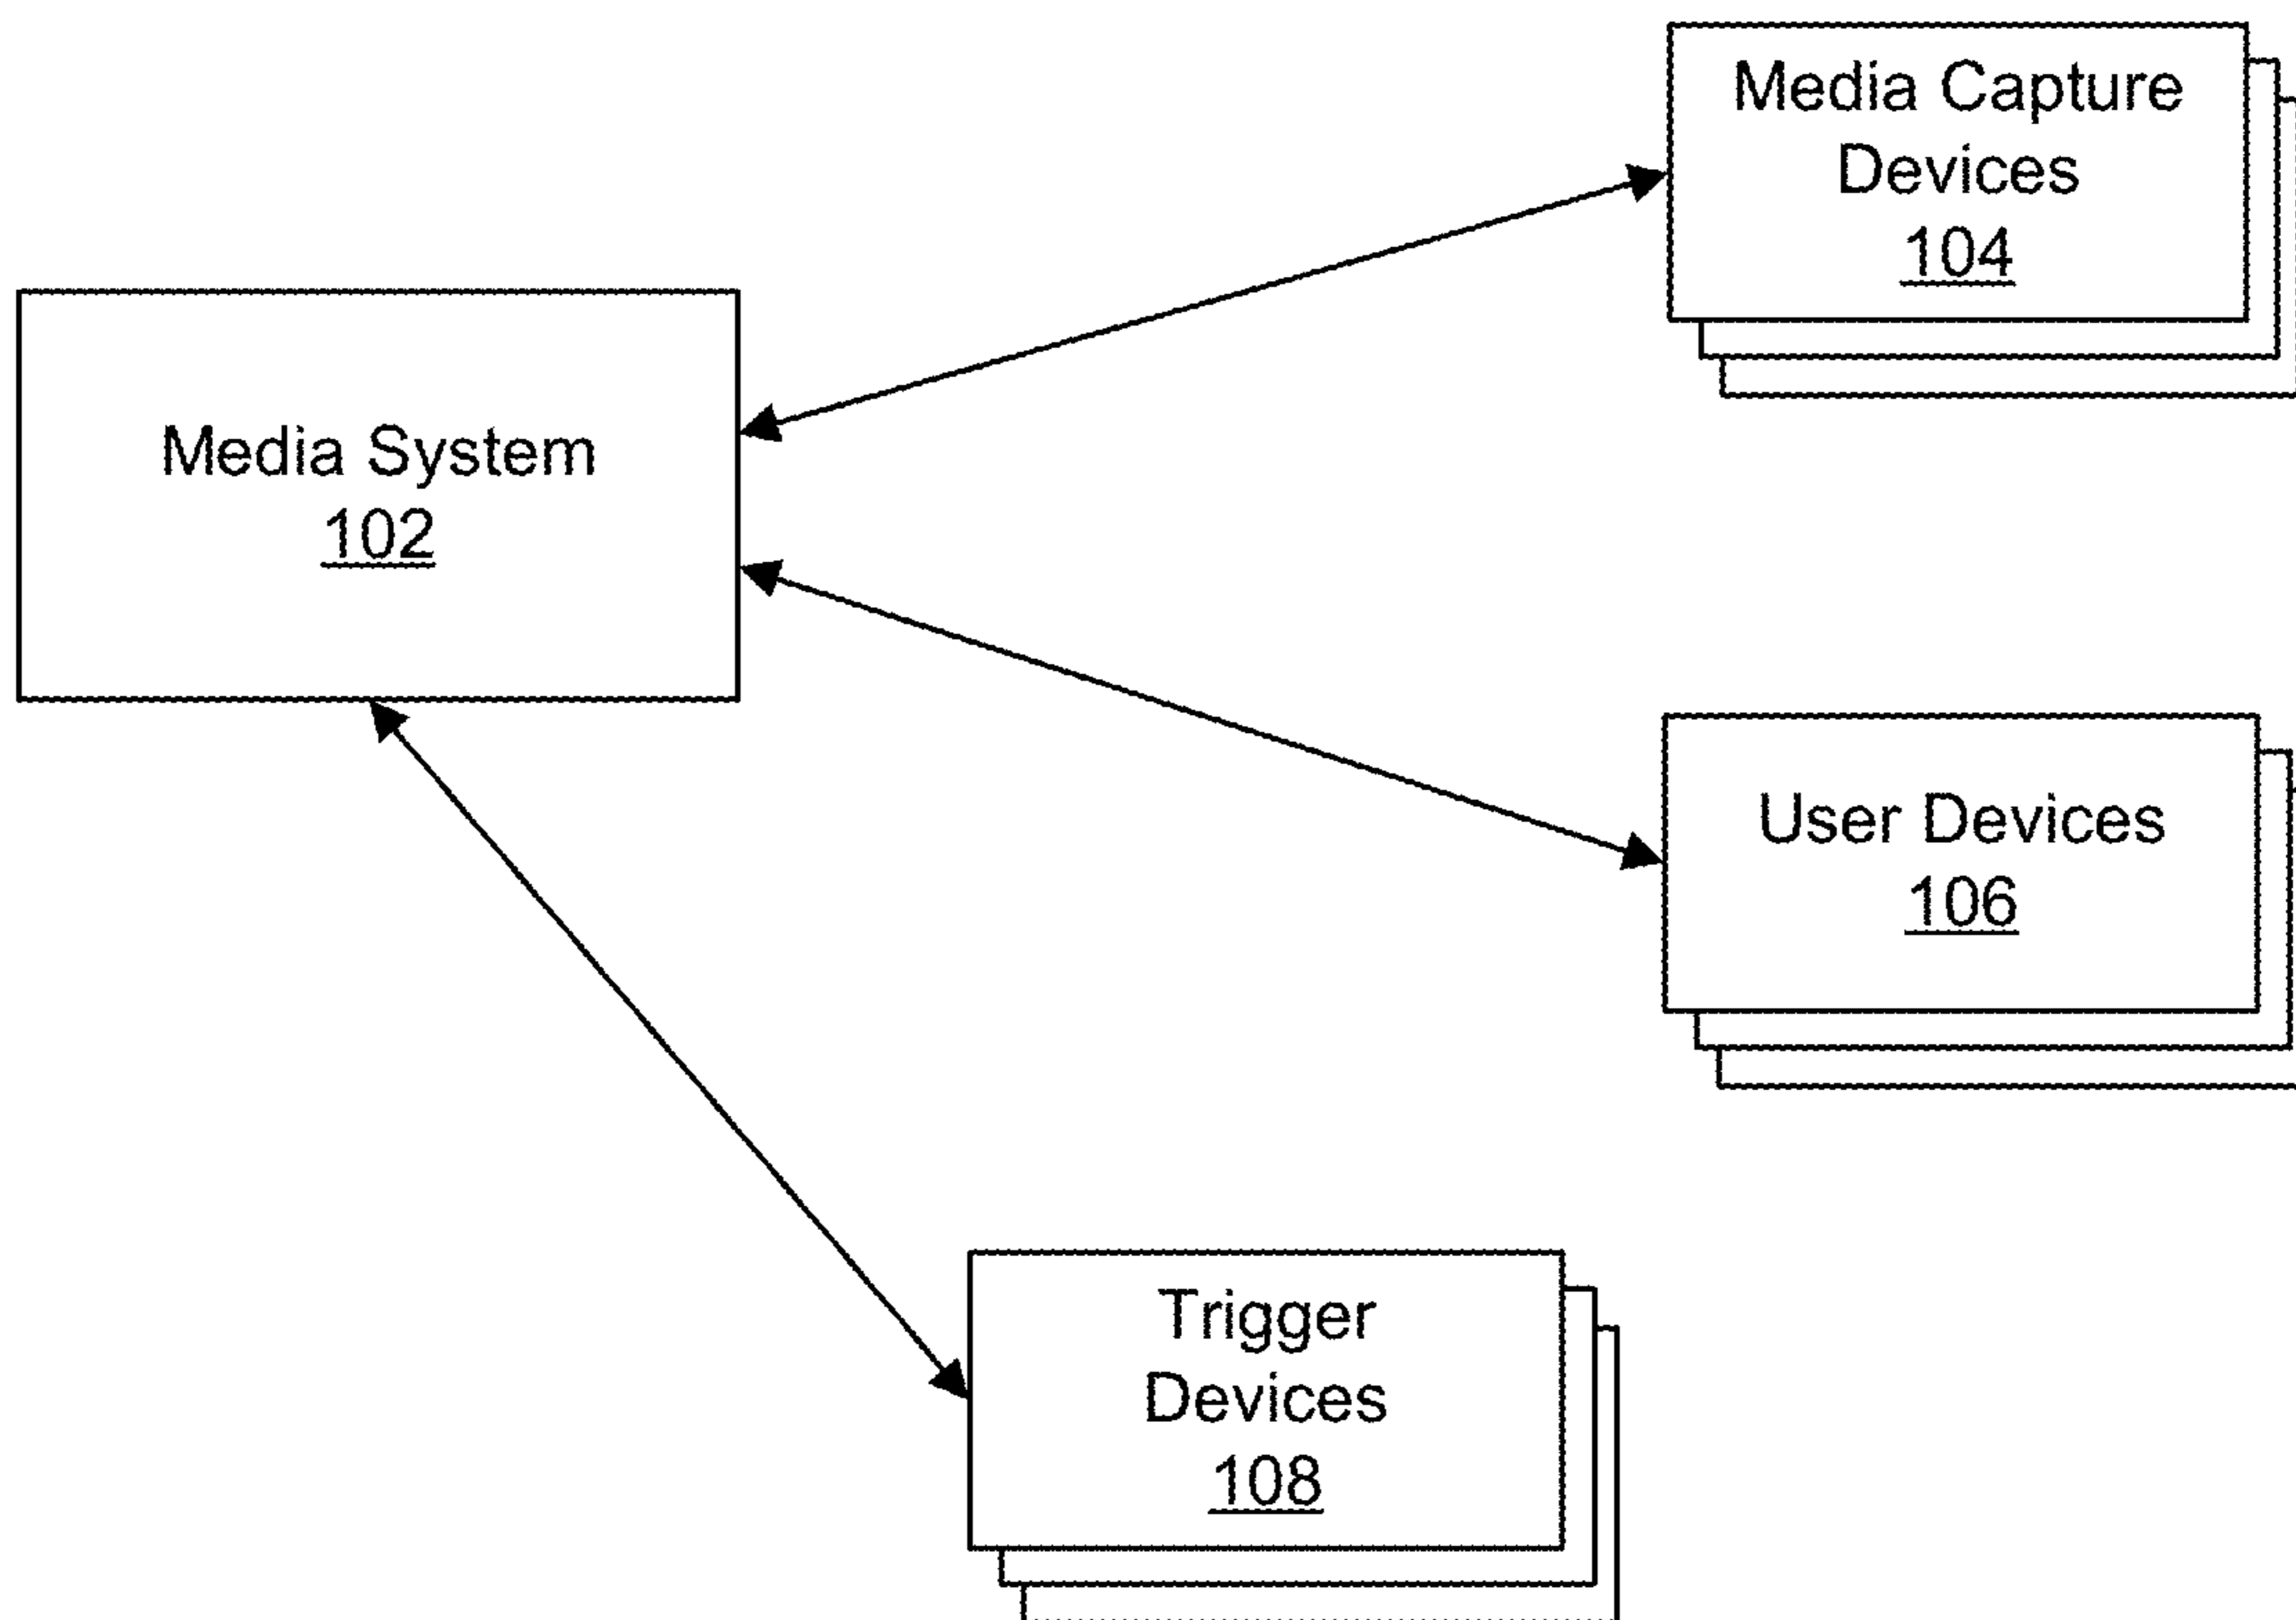 Media Capture
Devices
104
Media System
102
User Devices
106
Trigger
Devices
108